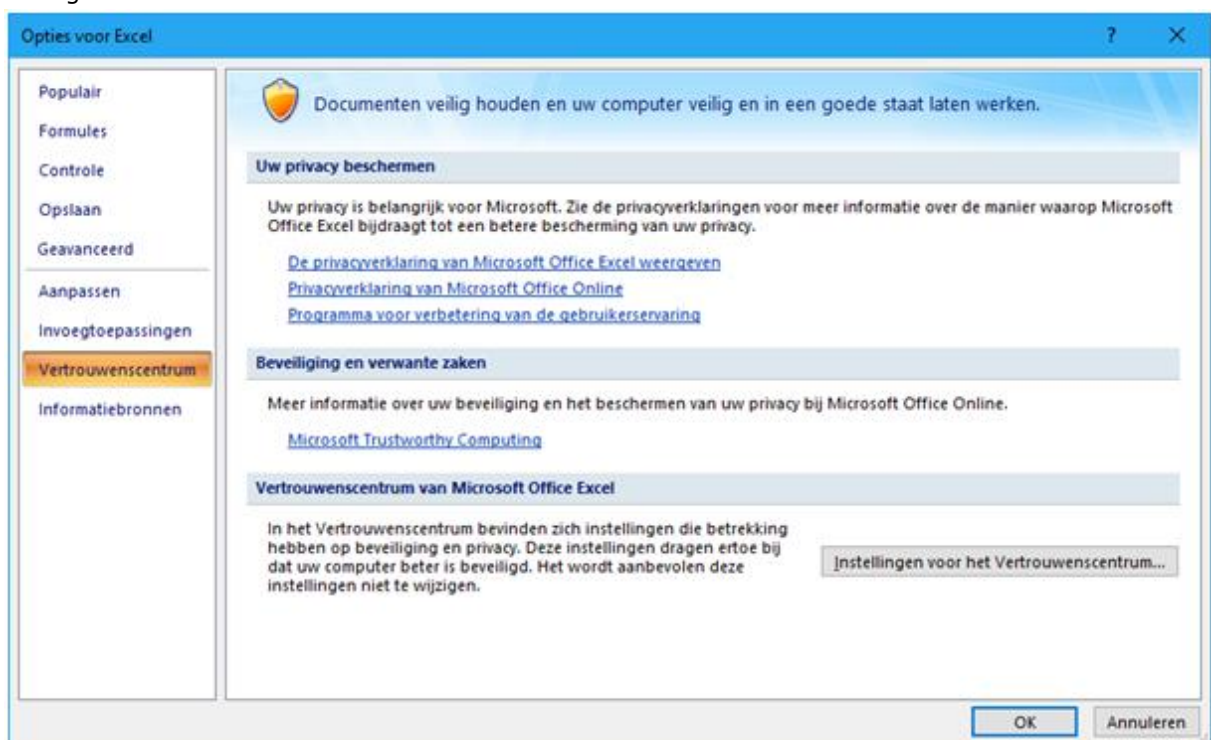 Opties voor Excel
?
Populair
Formules
Controle
Opslaan
Geavanceerd
Aanpassen
Invoegtoepassingen
Vertrouwenscentrum
Informatiebronnen
Documenten veilig houden en uw computer veilig en in een goede staat laten werken.
Uw privacy beschermen
Uw privacy is belangrijk voor Microsoft. Zie de privacyverklaringen voor meer informatie over de manier waarop Microsoft
Office Excel bijdraagt tot een betere bescherming van uw privacy.
De privacyverklaring van Microsoft Office Excel weergeven
Privacyverklaring van Microsoft Office Online
Programma voor verbetering van de gebruikerservaring
Beveiliging en verwante zaken
Meer informatie over uw beveiliging en het beschermen van uw privacy bij Microsoft Office Online.
Microsoft Trustworthy Computing
Vertrouwenscentrum van Microsoft Office Excel
In het Vertrouwenscentrum bevinden zich instellingen die betrekking
hebben op beveiliging en privacy. Deze instellingen dragen ertoe bij
dat uw computer beter is beveiligd. Het wordt aanbevolen deze
instellingen niet te wijzigen.
Instellingen voor het Vertrouwenscentrum...
OK
Annuleren